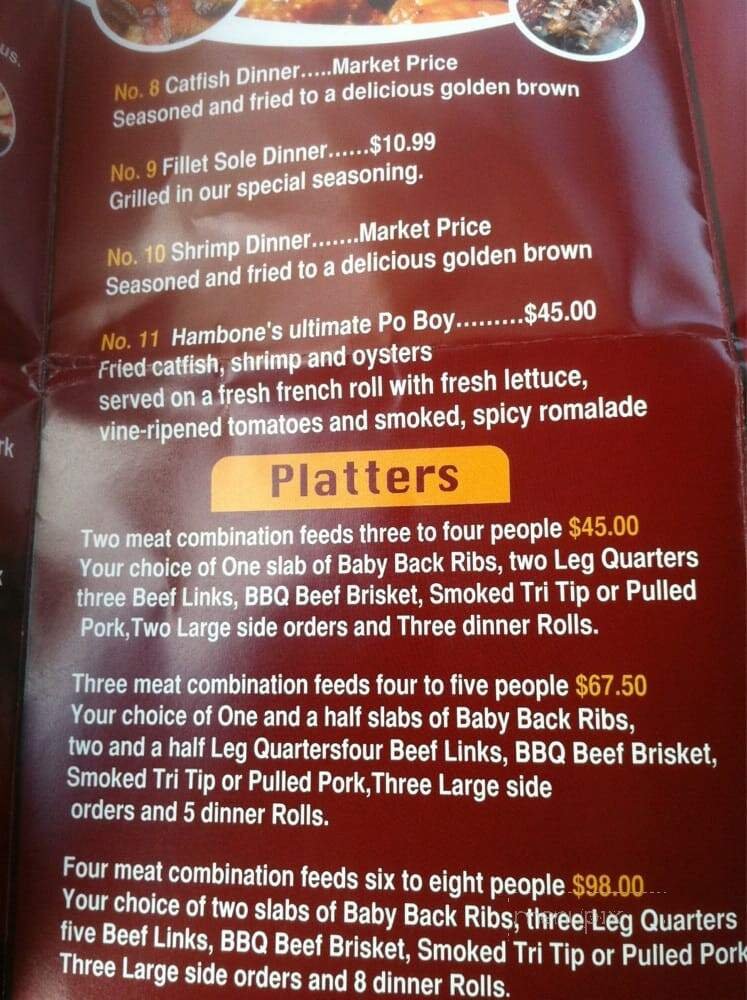 us.
No. 8 Catfish Dinner.....Market Price
Seasoned and fried to a delicious golden brown
No. 9 Fillet Sole Dinner......$10.99
Grilled in our special seasoning.
No. 10 Shrimp Dinner.......Market Price
Seasoned and fried to a delicious golden brown
No. 11 Hambone's ultimate Po Boy.........$45.00
Fried catfish, shrimp and oysters
served on a fresh french roll with fresh lettuce,
vine-ripened tomatoes and smoked, spicy romalade
rk
Platters
Two meat combination feeds three to four people $45.00
Your choice of One slab of Baby Back Ribs, two Leg Quarters
three Beef Links, BBQ Beef Brisket, Smoked Tri Tip or Pulled
Pork,Two Large side orders and Three dinner Rolls.
Three meat combination feeds four to five people $67.50
Your choice of One and a half slabs of Baby Back Ribs,
two and a half Leg Quartersfour Beef Links, BBQ Beef Brisket,
Smoked Tri Tip or Pulled Pork,Three Large side
orders and 5 dinner Rolls.
Four meat combination feeds six to eight people $98.00
Your choice of two slabs of Baby Back Ribs, three Leg Quarters
five Beef Links, BBQ Beef Brisket, Smoked Tri Tip or Pulled Pork
Three Large side orders and 8 dinner Rolls.